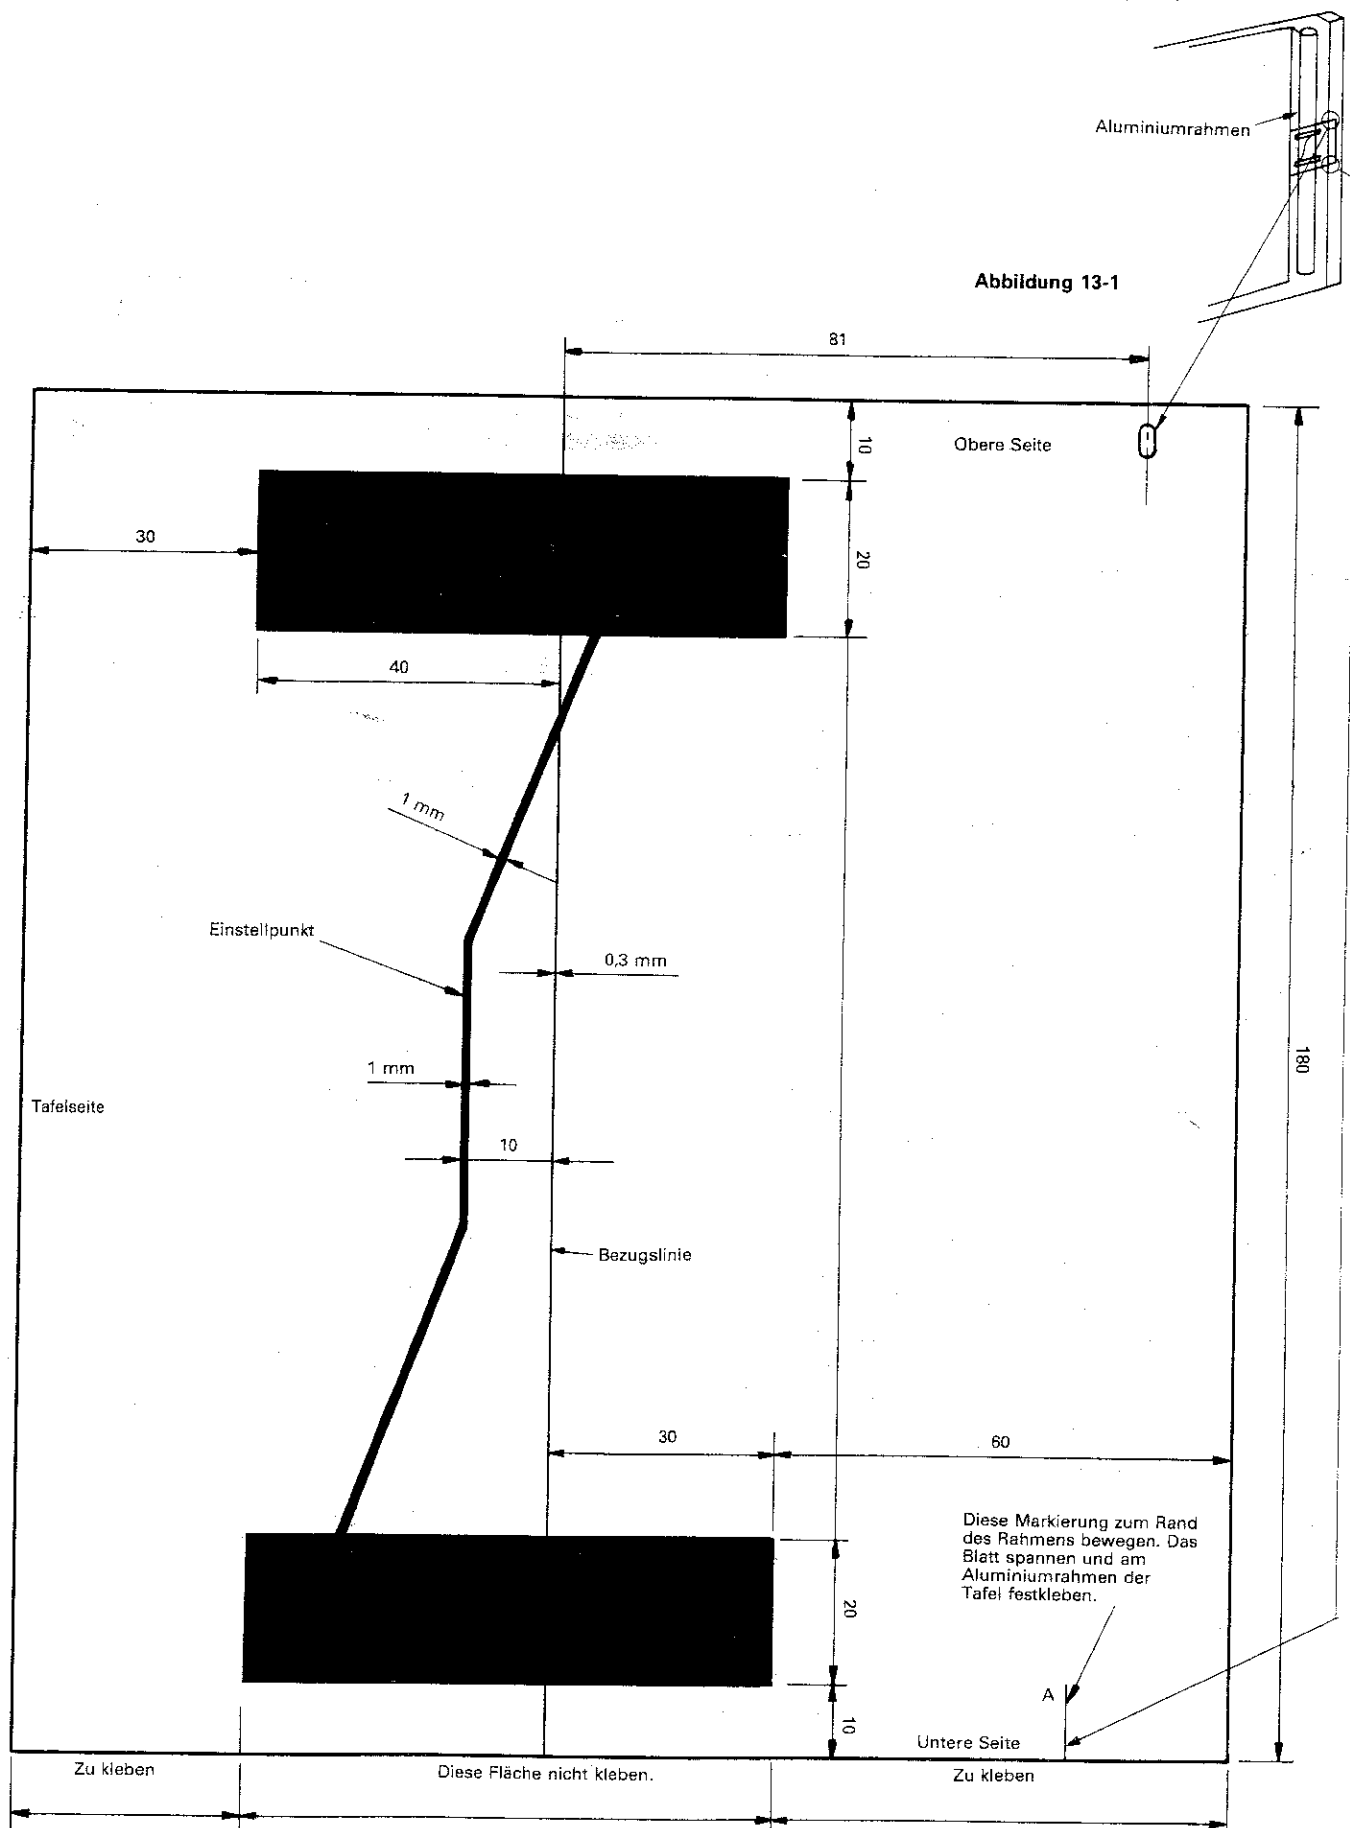 Aluminiumrahmen
Abbildung 13-1
81
10
Obere Seite
30
20
40
1 mm
Einstellpunkt
0,3 mm
180
1 mm
Tafelseite
10
Bezugslinie
30
60
Diese Markierung zum Rand
des Rahmens bewegen. Das
Blatt spannen und am
Aluminiumrahmen der
Tafel festkleben.
20
A
10
Untere Seite
Zu kleben
Diese Fläche nicht kleben.
Zu kleben